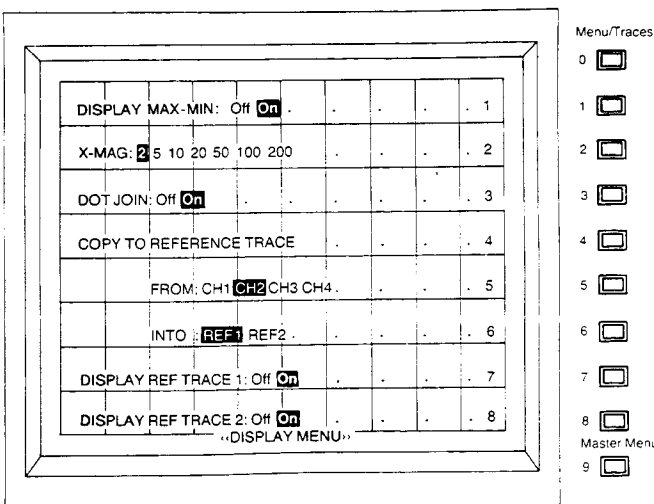 Menu/Traces
0
DISPLAY MAX-MIN: Off On 1
1
X-MAG: 2 5 10 20 50 100 200 2
2
DOT JOIN: Off On 3
3
COPY TO REFERENCE TRACE 4
4
FROM: CH1 CH2 CH3 CH4 5
5
INTO : REF1 REF2 6
6
DISPLAY REF TRACE 1: Off On 7
7
DISPLAY REF TRACE 2: Off On 8
8
‹‹DISPLAY MENU››
Master Menu
9